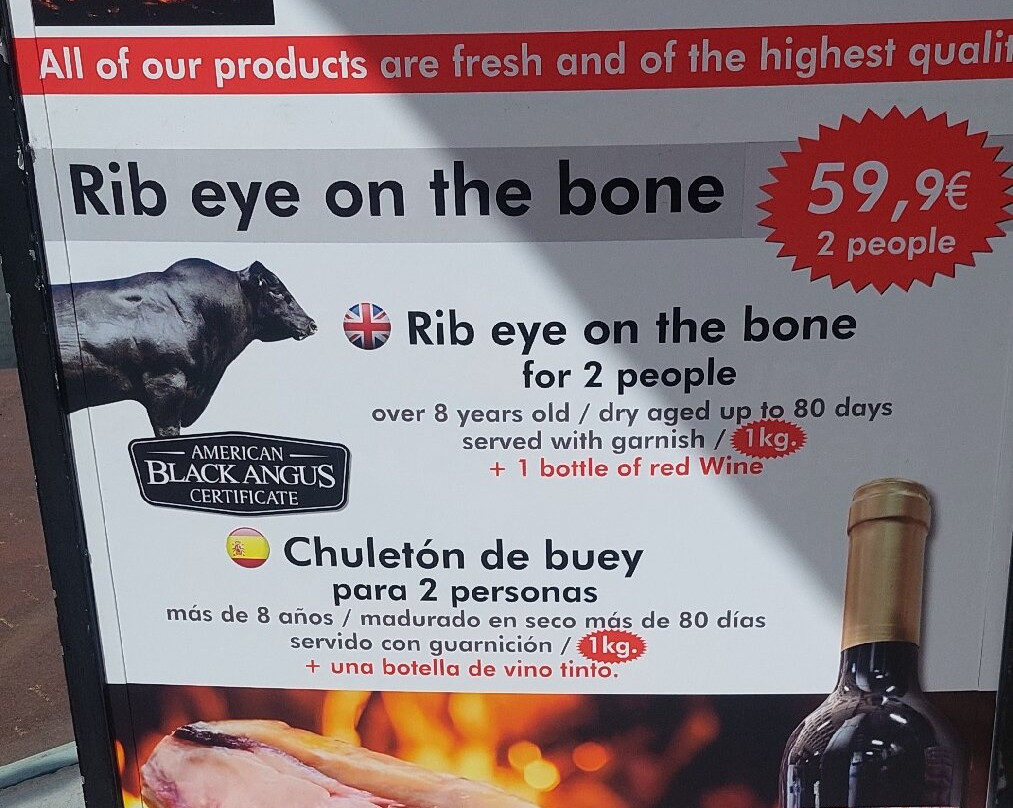 All of our products are fresh and of the highest qualit
Rib eye on the bone
59,9€
2 people
Rib eye on the bone
for 2 people
over 8 years old / dry aged up to 80 days
served with garnish / 1kg.
+ 1 bottle of red Wine
AMERICAN
BLACK ANGUS
CERTIFICATE
Chuletón de buey
para 2 personas
más de 8 años / madurado en seco más de 80 días
servido con guarnición / 1kg.
+ una botella de vino tinto.